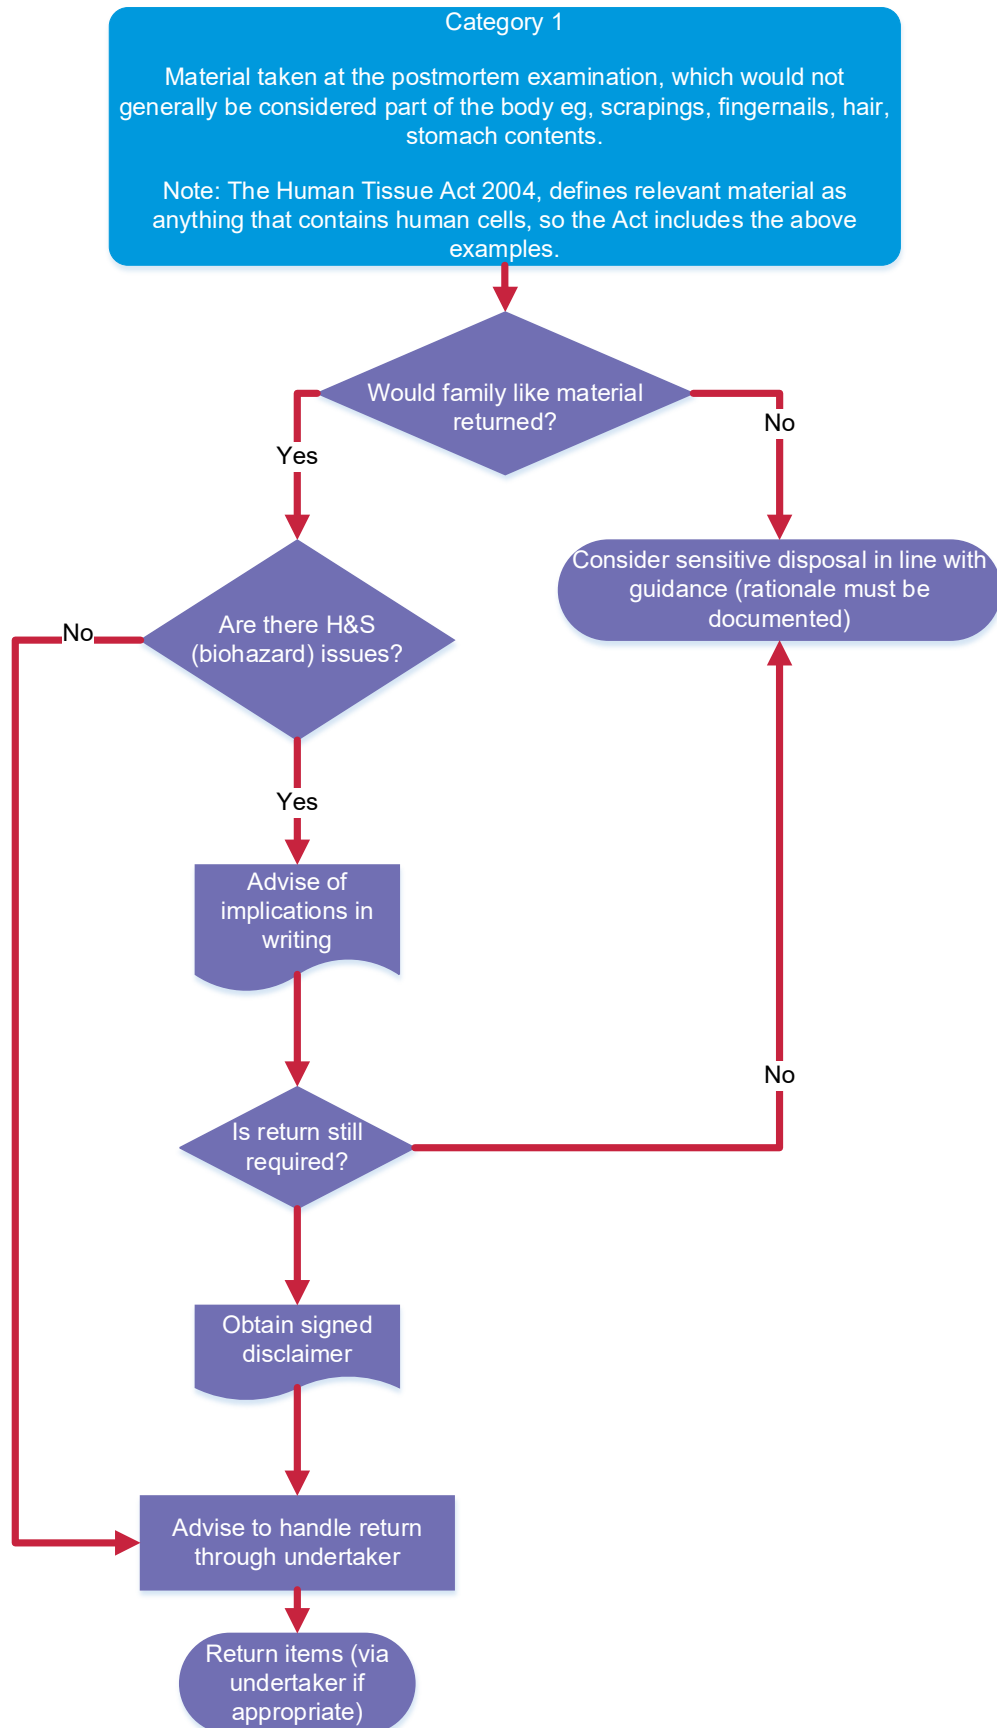 Category 1
Material taken at the postmortem examination, which would not
generally be considered part of the body eg, scrapings, fingernails, hair,
stomach contents.
Note: The Human Tissue Act 2004, defines relevant material as
anything that contains human cells, so the Act includes the above
examples.
Would family like material
returned?
No
Yes
Consider sensitive disposal in line with
guidance (rationale must be
documented)
Are there H&S
(biohazard) issues?
No
Yes
Advise of
implications in
writing
No
Is return still
required?
Obtain signed
disclaimer
Advise to handle return
through undertaker
Return items (via
undertaker if
appropriate)